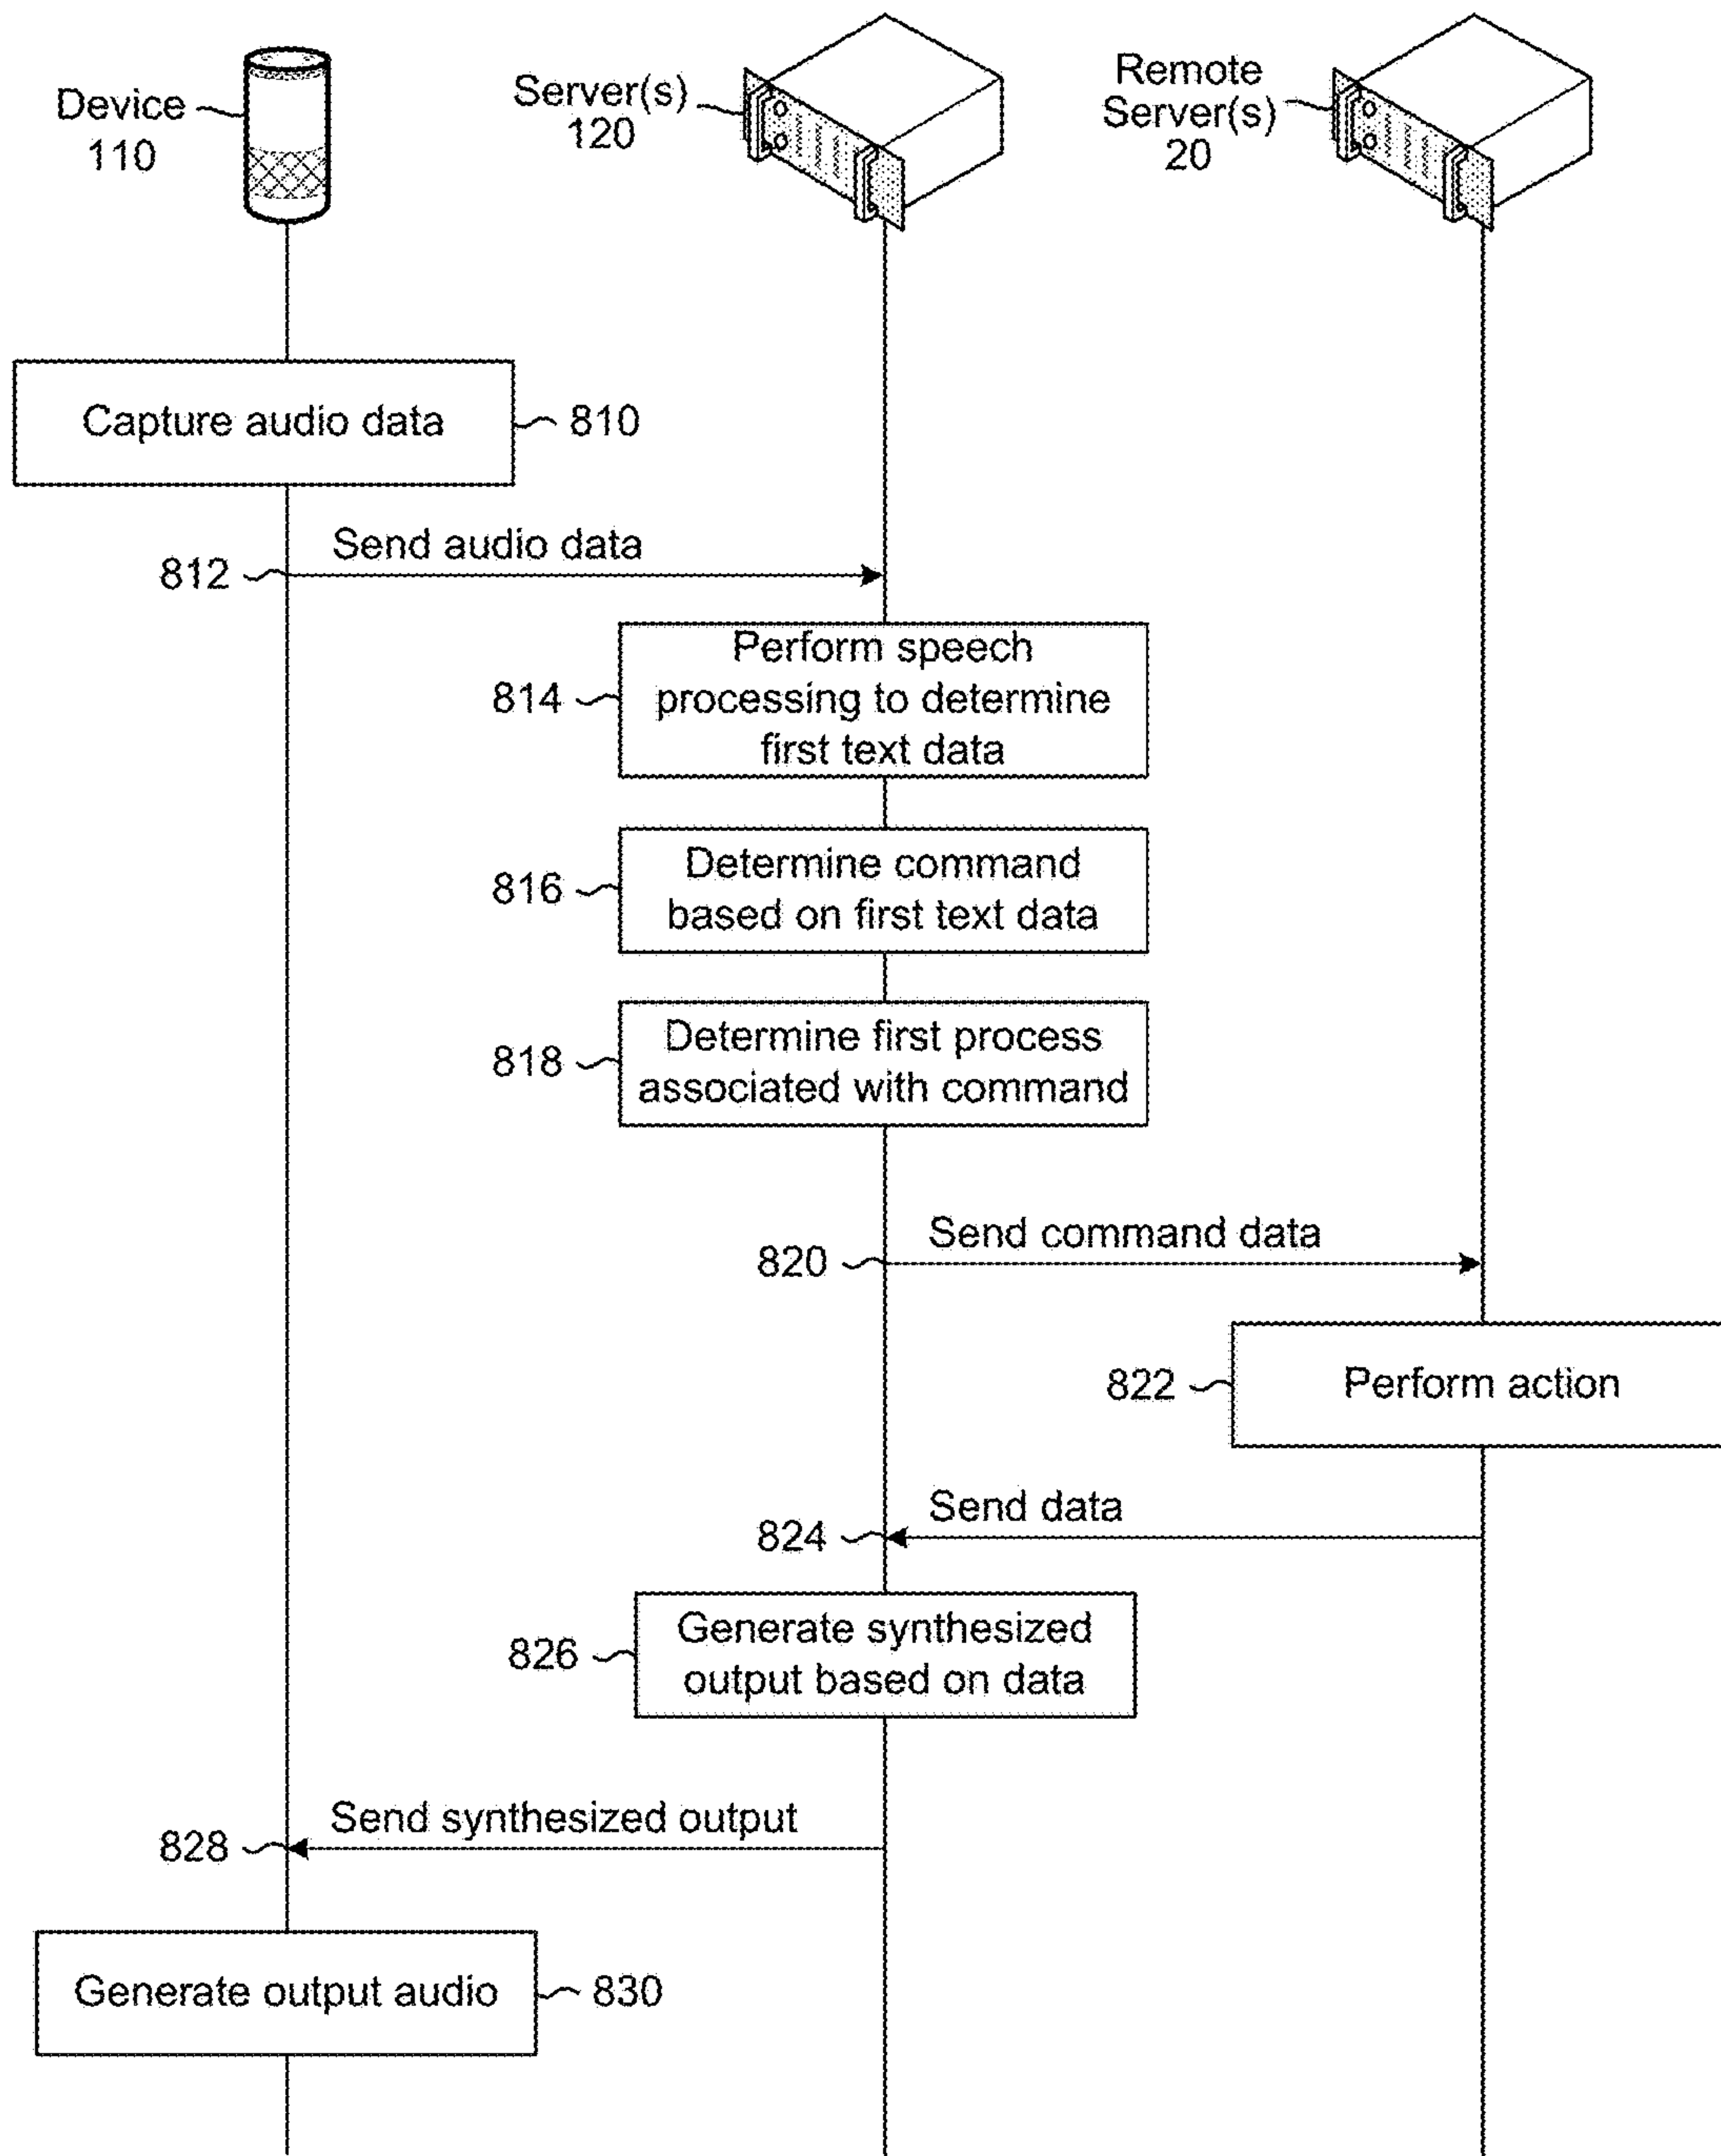 Device
110
Server(s)
120
Remote
Server(s)
20
Capture audio data
810
Send audio data
812
Perform speech
processing to determine
first text data
814
Determine command
based on first text data
816
Determine first process
associated with command
818
Send command data
820
Perform action
822
Send data
824
Generate synthesized
output based on data
826
Send synthesized output
828
Generate output audio
830